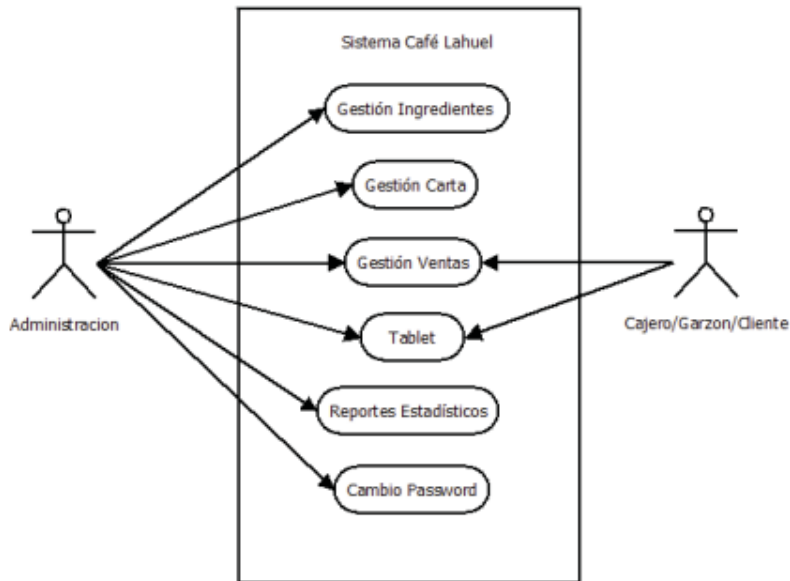 Sistema Café Lahuel
Gestión Ingredientes
Gestión Carta
Gestión Ventas
Administracion
Cajero/Garzon/Cliente
Tablet
Reportes Estadísticos
Cambio Password